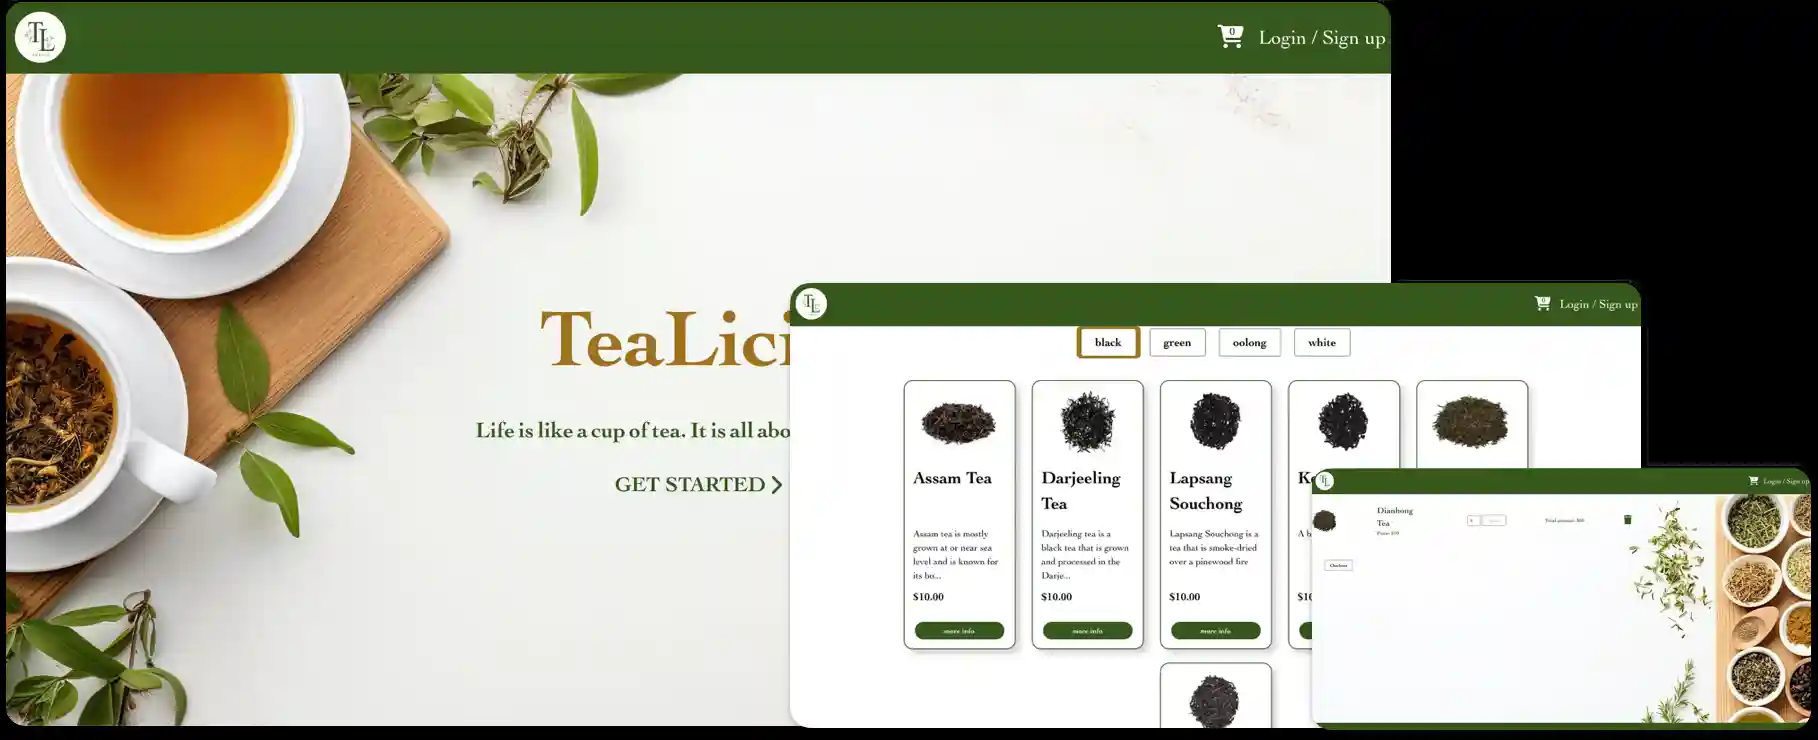 TL
0
Login / Sign up
TeaLici
Life is like a cup of tea. It is all abo
GET STARTED
TL
0
Login / Sign up
black
green
oolong
white
Assam Tea
Assam tea is mostly
grown at or near sea
level and is known for
its bo...
$10.00
more info
Darjeeling
Tea
Darjeeling tea is a
black tea that is grown
and processed in the
Darje...
$10.00
more info
Lapsang
Souchong
Lapsang Souchong is a
tea that is smoke-dried
over a pinewood fire
$10.00
more info
Ke
A b
$10
TL
Login / Sign up
Dianhong
Tea
Price: $10
Total amount: $60
Checkout